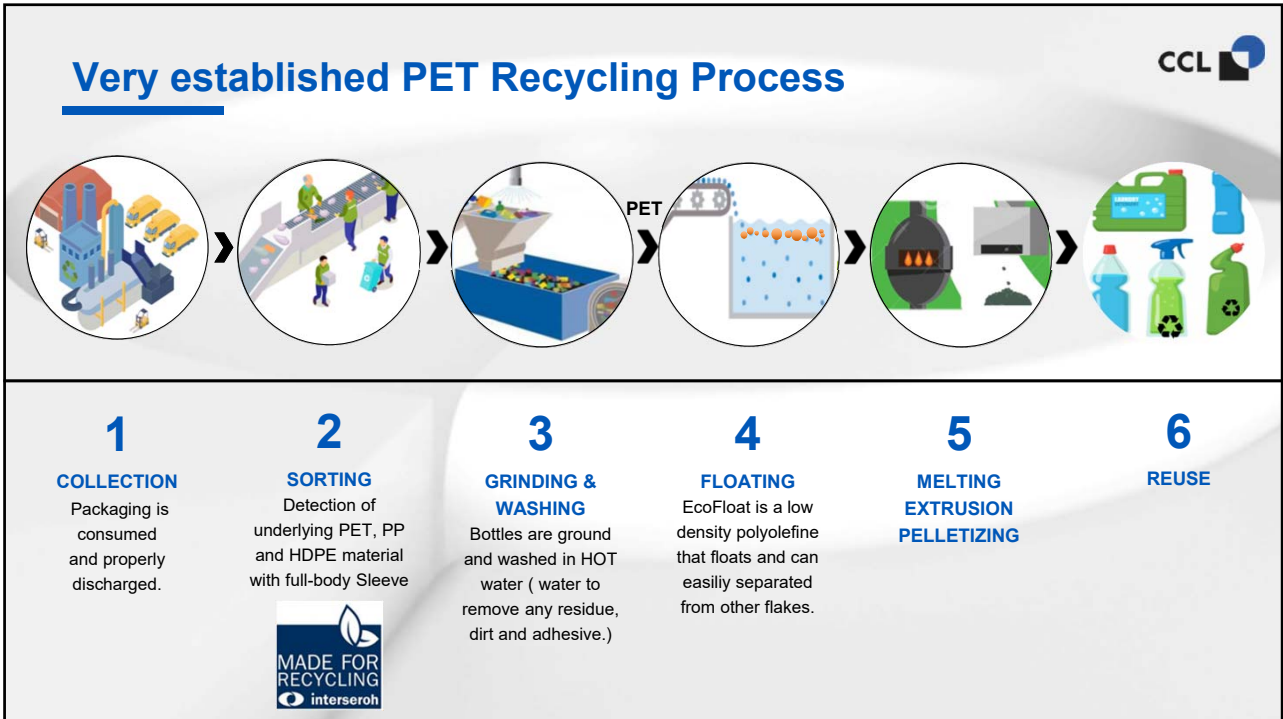 Very established PET Recycling Process
CCL
PET
LAUNDRY
1
COLLECTION
Packaging is
consumed
and properly
discharged.
2
SORTING
Detection of
underlying PET, PP
and HDPE material
with full-body Sleeve
MADE FOR
RECYCLING
interseroh
3
GRINDING &
WASHING
Bottles are ground
and washed in HOT
water ( water to
remove any residue,
dirt and adhesive.)
4
FLOATING
EcoFloat is a low
density polyolefine
that floats and can
easiliy separated
from other flakes.
5
MELTING
EXTRUSION
PELLETIZING
6
REUSE